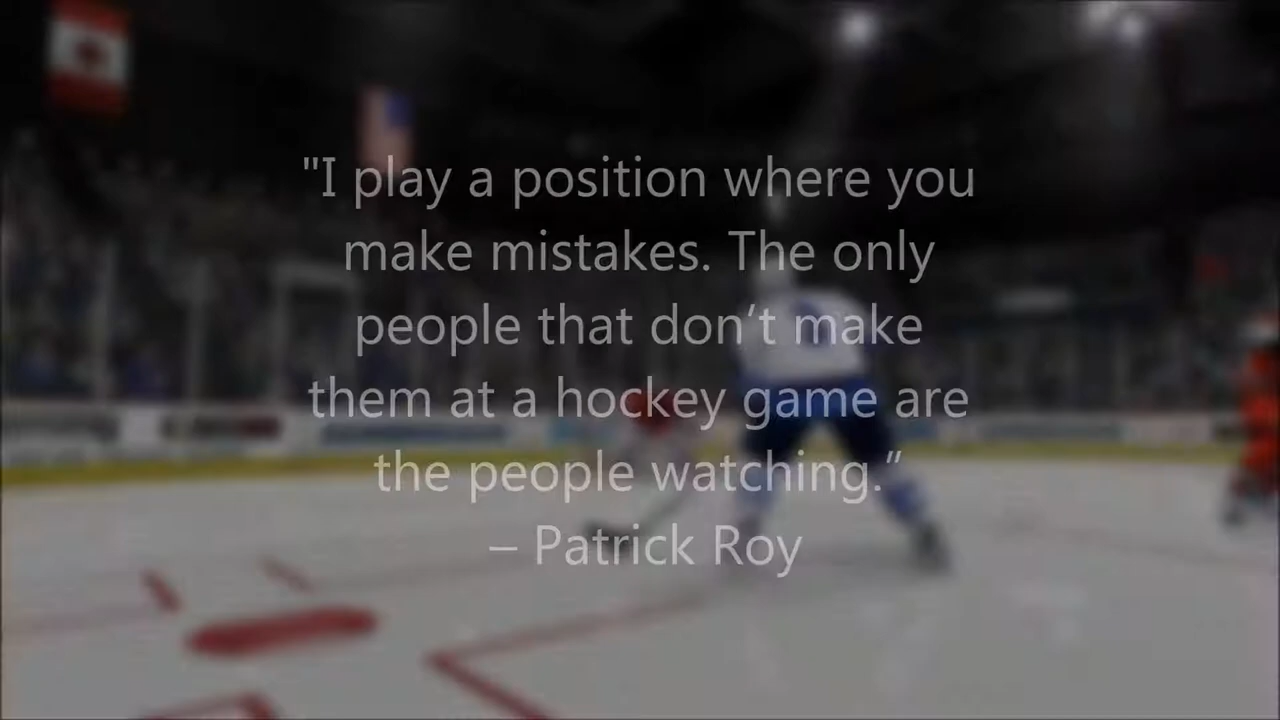 "I play a position where you
make mistakes. The only
people that don’t make
them at a hockey game are
the people watching.”
– Patrick Roy